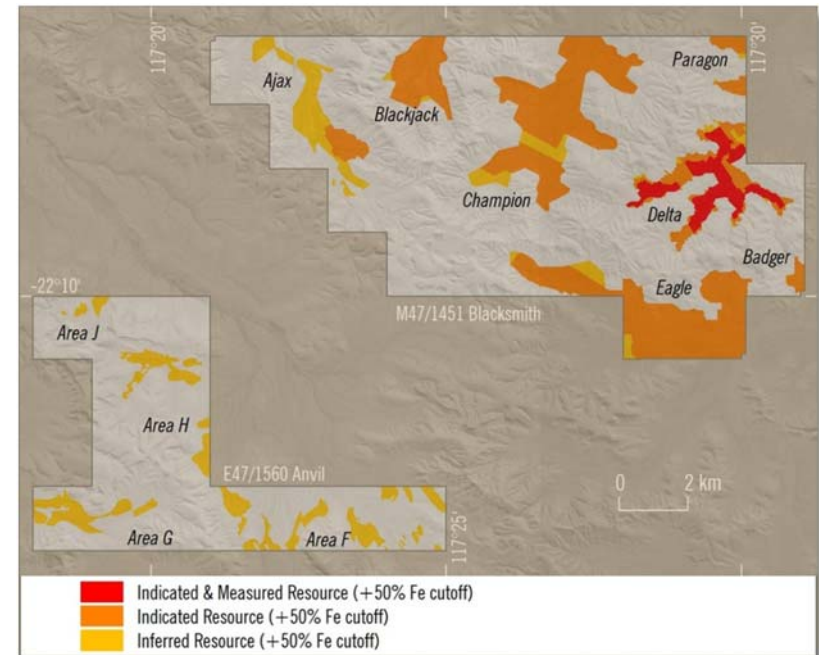 117°20'
117°30'
Ajax
Blackjack
Paragon
Champion
Delta
Badger
Eagle
-22°10'
M47/1451 Blacksmith
Area J
Area H
E47/1560 Anvil
0 2 km
Area G
Area F
117°25'
Indicated & Measured Resource (+50% Fe cutoff)
Indicated Resource (+50% Fe cutoff)
Inferred Resource (+50% Fe cutoff)